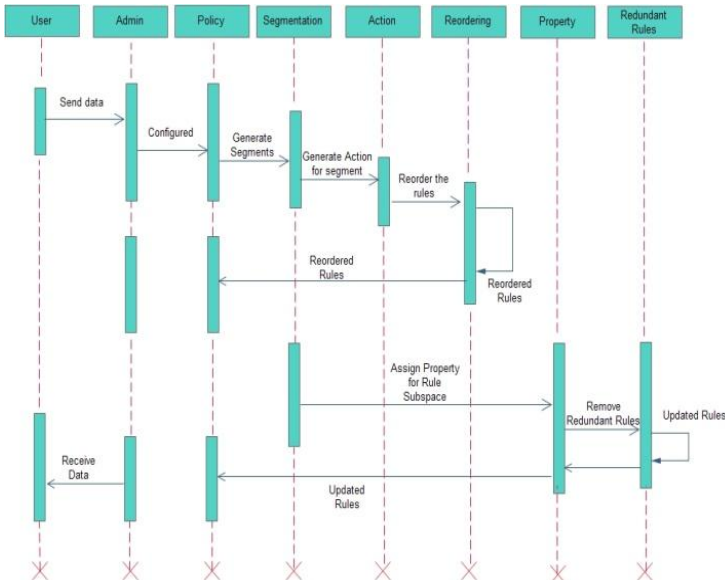 User
Admin
Policy
Segmentation
Action
Reordering
Property
Redundant
Rules
Send data
Configured
Generate
Segments
Generate Action
for segment
Reorder the
rules
Reordered
Rules
Reordered
Rules
Assign Property
for Rule
Subspace
Remove
Redundant Rules
Updated Rules
Receive
Data
Updated
Rules